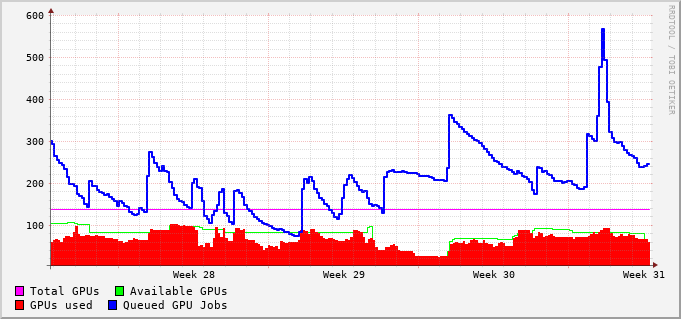 600
500
400
300
200
100
Week 28 Week 29 Week 30 Week 31
Total GPUs Available GPUs
GPUs used Queued GPU Jobs
RRDTOOL / TOBI OETIKER